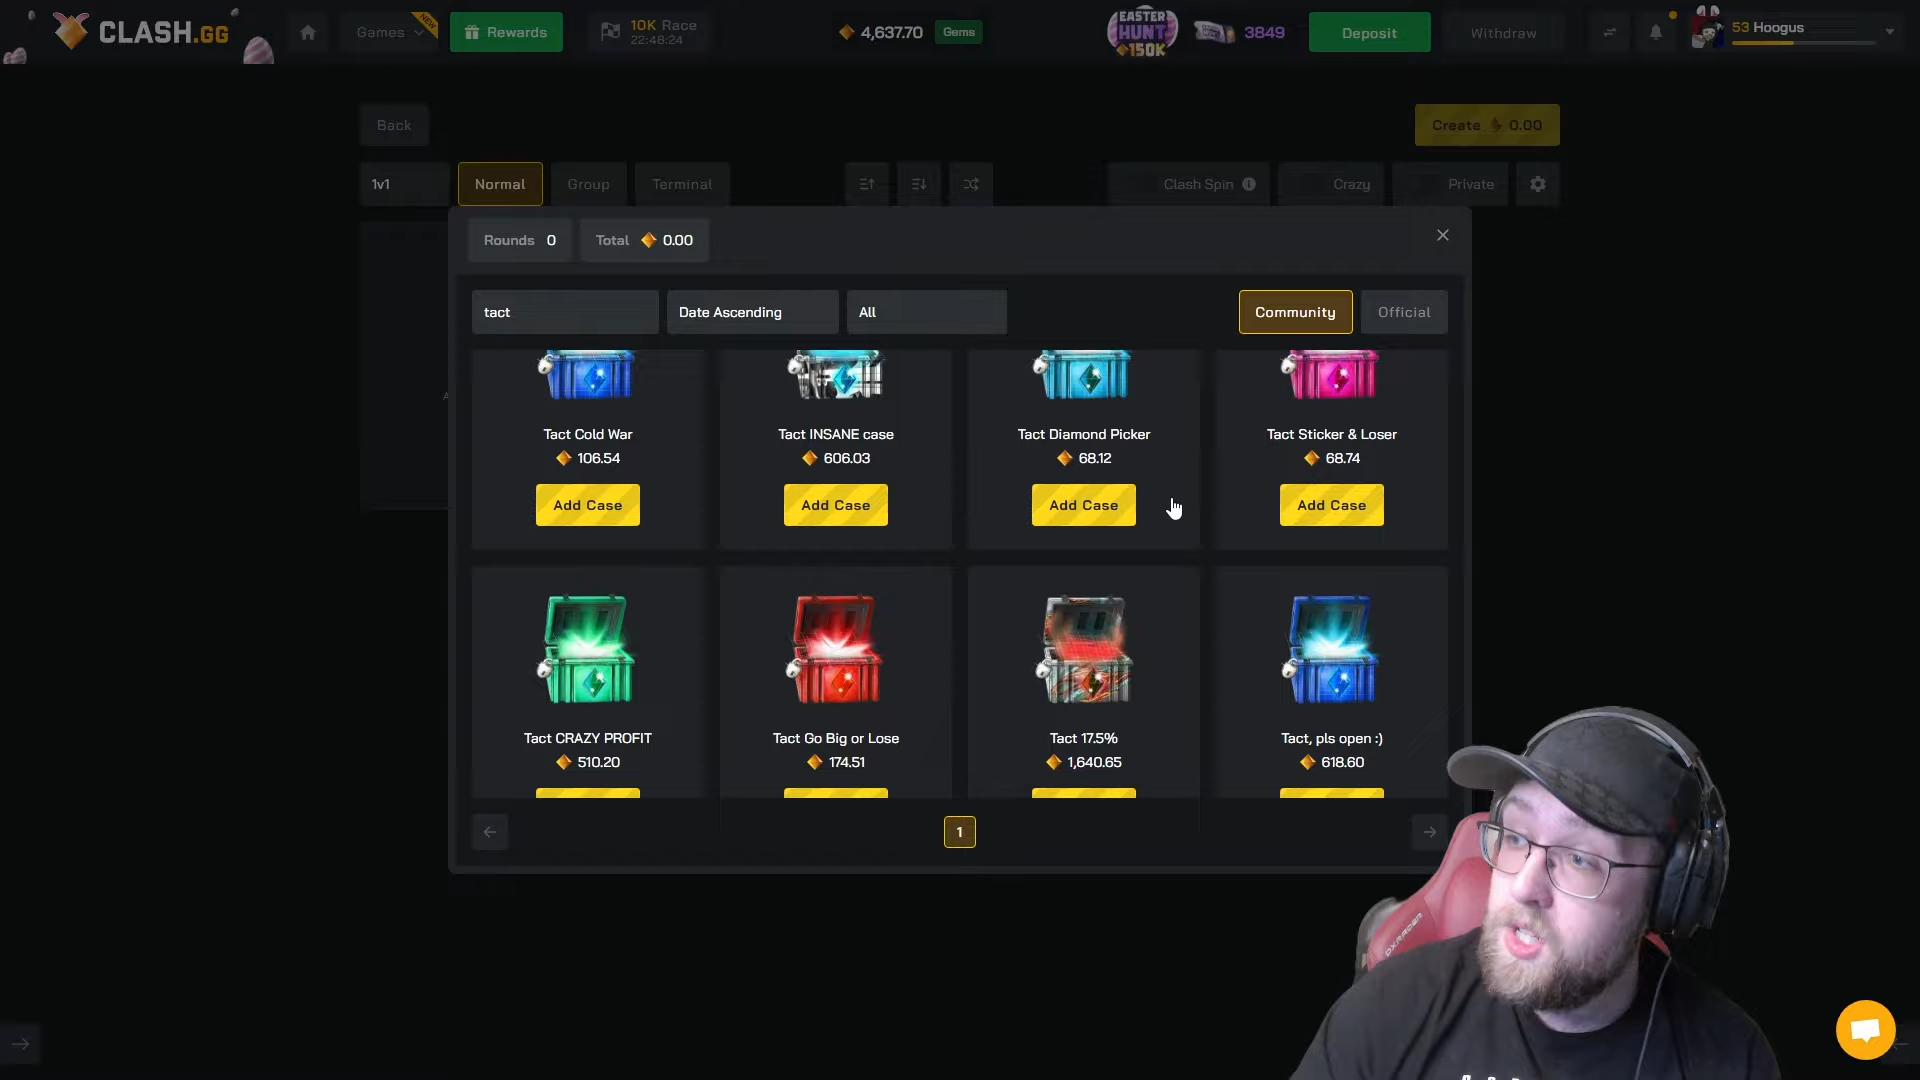 CLASH.GG
Games
NEW
Rewards
10K Race
22:48:24
4,637.70 Gems
EASTER
HUNT
150K
3849
Deposit
Withdraw
53 Hoogus
Back
Create 0.00
1v1
Normal
Group
Terminal
Clash Spin
Crazy
Private
Rounds 0
Total 0.00
tact
Date Ascending
All
Community
Official
Tact Cold War
106.54
Add Case
Tact INSANE case
606.03
Add Case
Tact Diamond Picker
68.12
Add Case
Tact Sticker & Loser
68.74
Add Case
Tact CRAZY PROFIT
510.20
Tact Go Big or Lose
174.51
Tact 17.5%
1,640.65
Tact, pls open :)
618.60
1
DXRACER